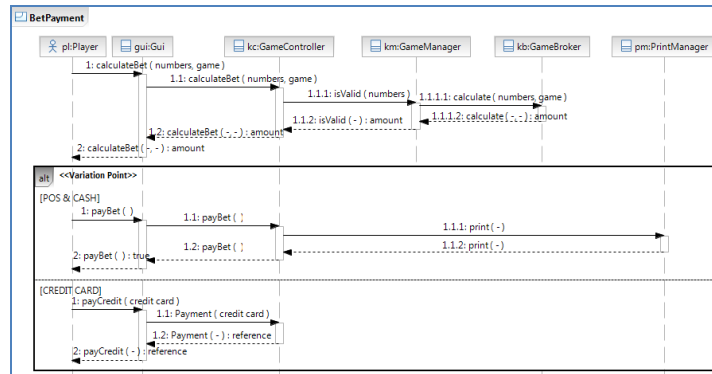 BetPayment
pl:Player
gui:Gui
kc:GameController
km:GameManager
kb:GameBroker
pm:PrintManager
1: calculateBet ( numbers, game )
1.1: calculateBet ( numbers, game )
1.1.1: isValid ( numbers )
1.1.1.1: calculate ( numbers, game )
1.1.1.2: calculate ( -, - ) : amount
1.1.2: isValid ( - ) : amount
1.2: calculateBet ( -, - ) : amount
2: calculateBet ( -, - ) : amount
alt
<<Variation Point>>
[POS & CASH]
1: payBet ( )
1.1: payBet (
1.1.1: print ( - )
1.1.2: print ( - )
1.2: payBet (
2: payBet ( ) : true
[CREDIT CARD]
1: payCredit ( credit card )
1.1: Payment ( credit card )
1.2: Payment ( - ) : reference
2: payCredit ( - ) : reference